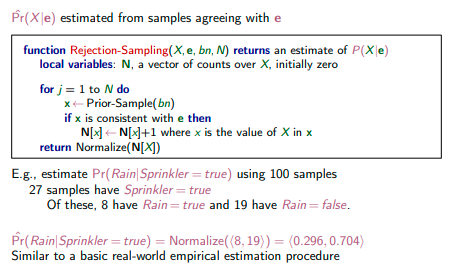 P̂r(X|e) estimated from samples agreeing with e
function Rejection-Sampling(X, e, bn, N) returns an estimate of P(X|e)
local variables: N, a vector of counts over X, initially zero
for j = 1 to N do
x ← Prior-Sample(bn)
if x is consistent with e then
N[x] ← N[x]+1 where x is the value of X in x
return Normalize(N[X])
E.g., estimate Pr(Rain|Sprinkler = true) using 100 samples
27 samples have Sprinkler = true
Of these, 8 have Rain = true and 19 have Rain = false.
P̂r(Rain|Sprinkler = true) = Normalize(⟨8, 19⟩) = ⟨0.296, 0.704⟩
Similar to a basic real-world empirical estimation procedure